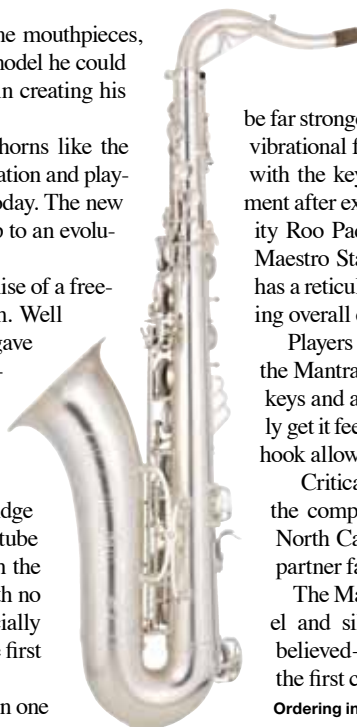 ne mouthpieces,
model he could
in creating his
horns like the
ation and play-
oday. The new
p to an evolu-
ise of a free-
n. Well
gave
-
dge
tube
n the
th no
ially
first
n one
be far stronge
vibrational f
with the key
ment after ex
ity Roo Pac
Maestro Sta
has a reticul
ing overall
Players
the Mantra
keys and a
ly get it fee
hook allow
Critica
the comp
North Ca
partner fa
The Ma
el and si
believed–
the first c
Ordering in